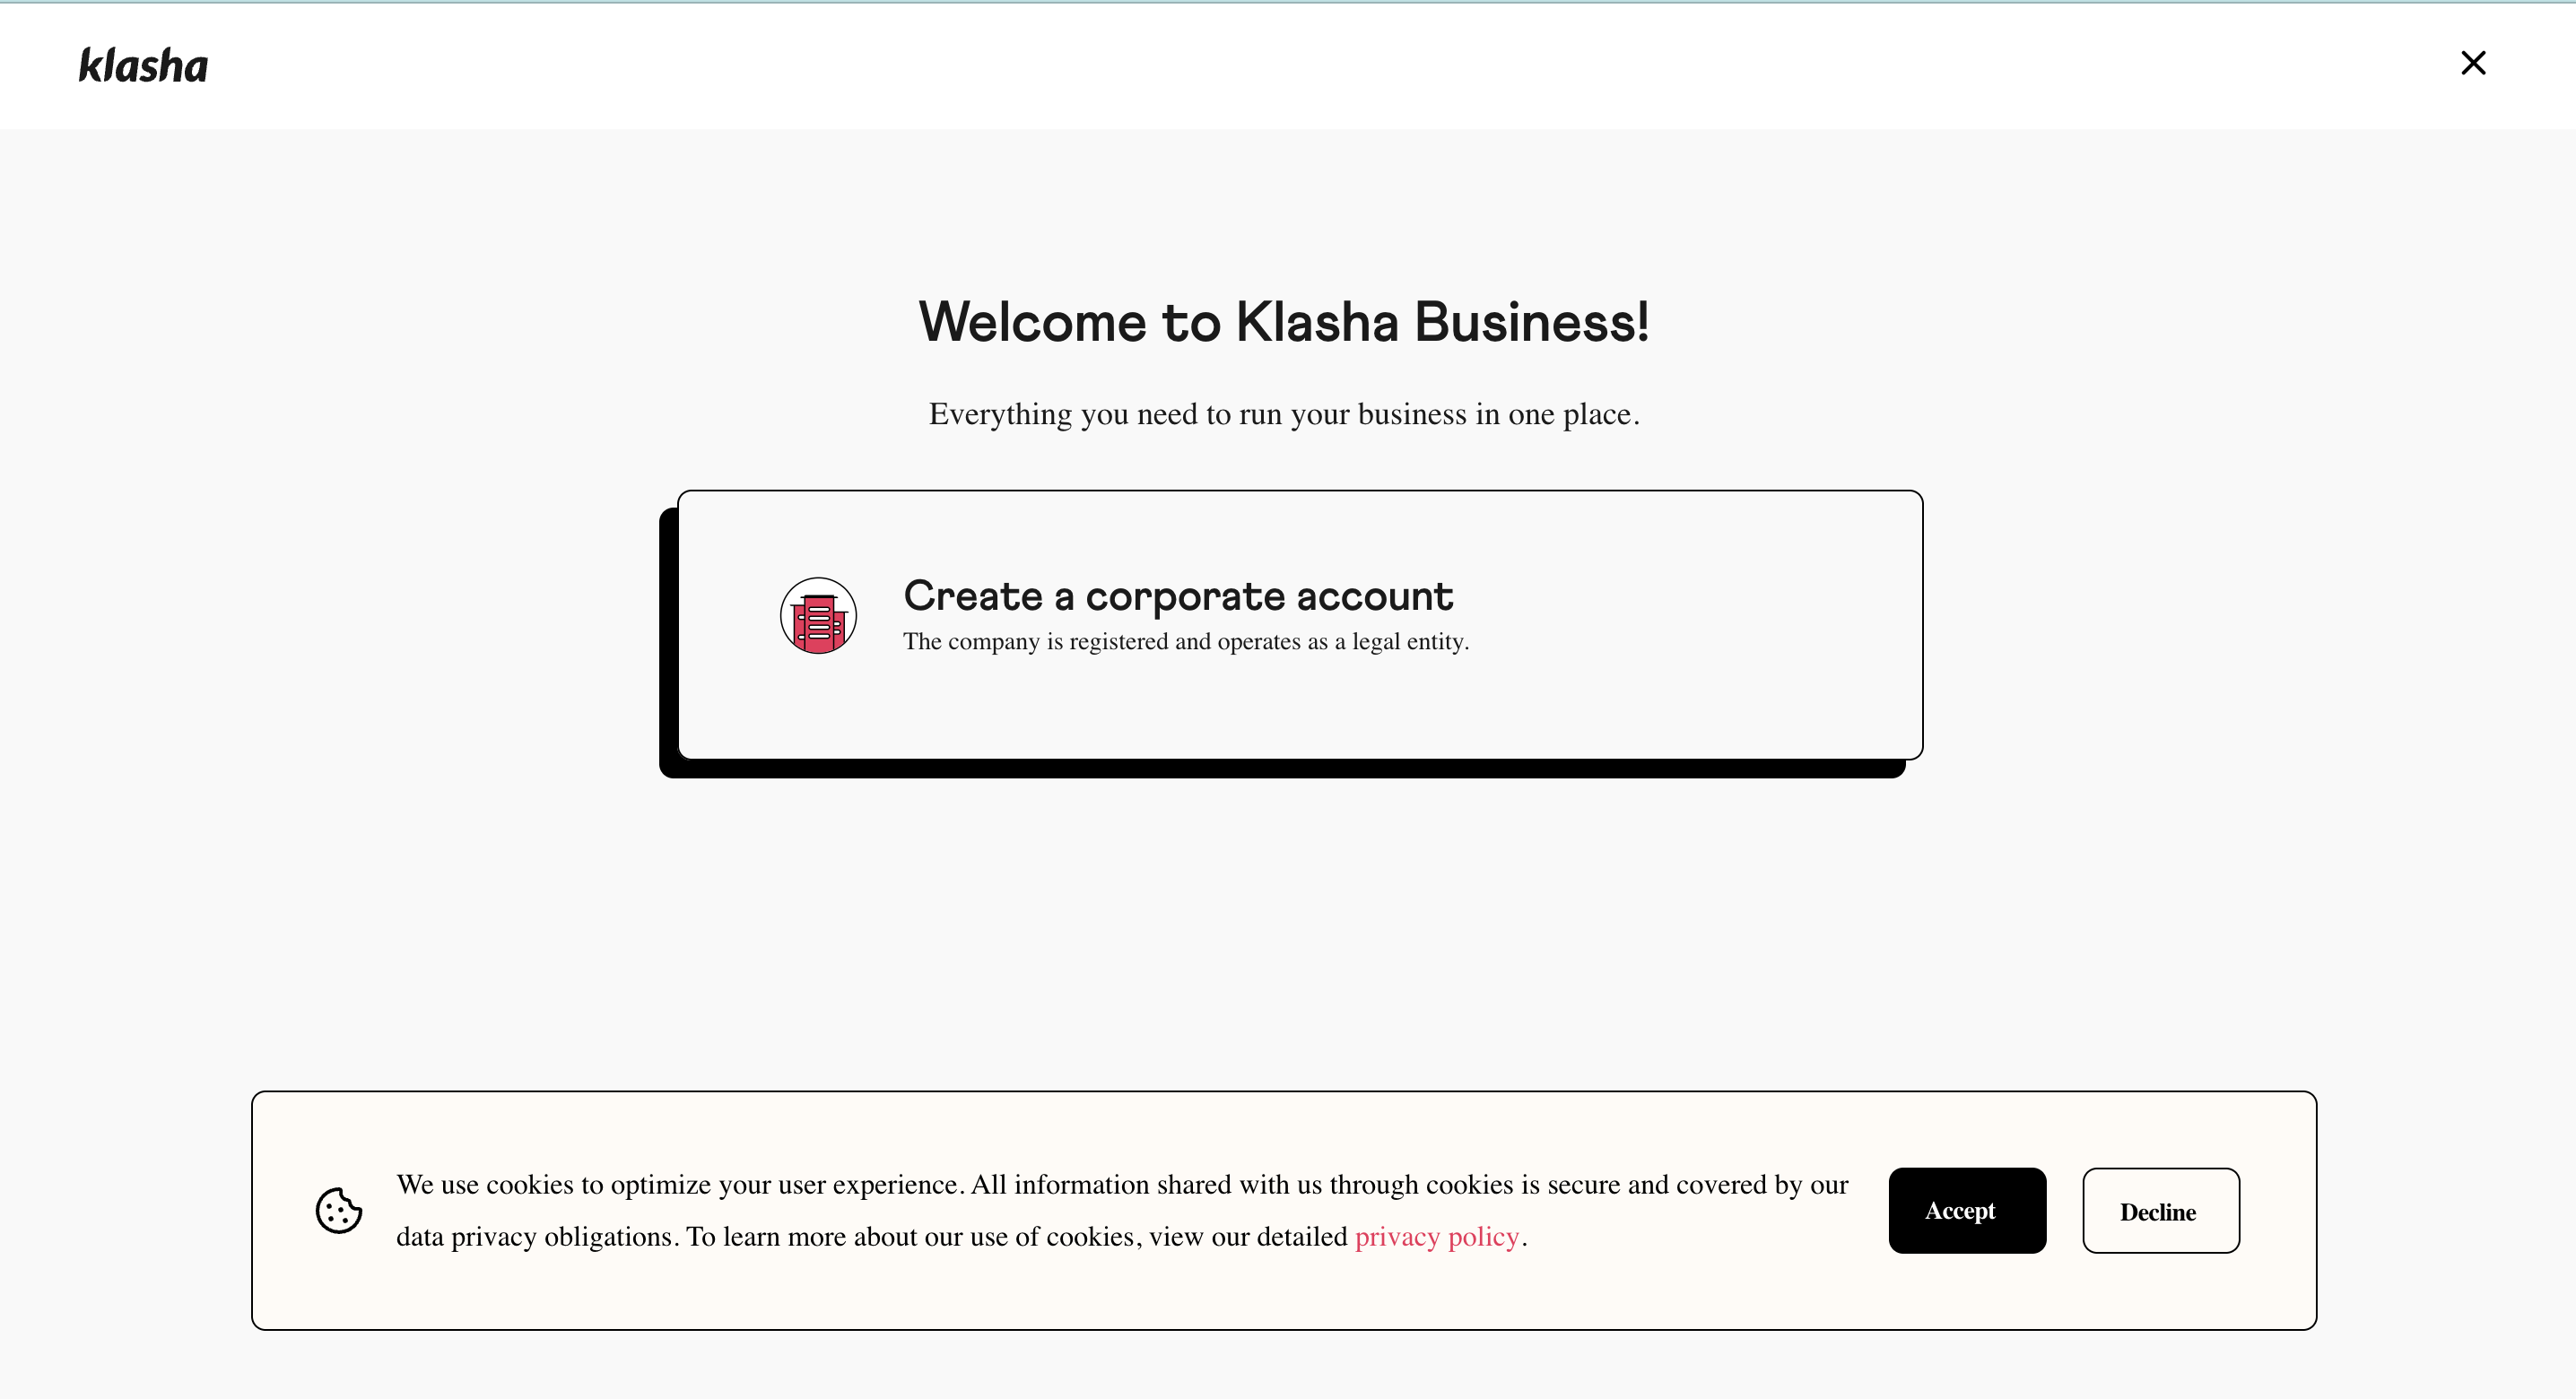 klasha
Welcome to Klasha Business!
Everything you need to run your business in one place.
Create a corporate account
The company is registered and operates as a legal entity.
We use cookies to optimize your user experience. All information shared with us through cookies is secure and covered by our
data privacy obligations. To learn more about our use of cookies, view our detailed privacy policy.
Accept
Decline